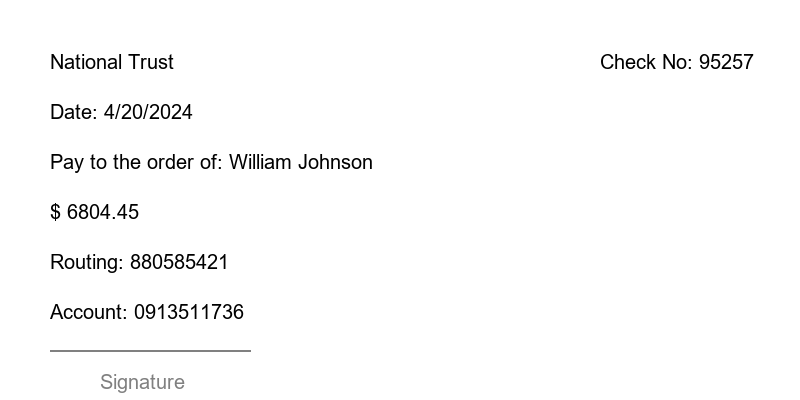 National Trust
Check No: 95257
Date: 4/20/2024
Pay to the order of: William Johnson
$ 6804.45
Routing: 880585421
Account: 0913511736
Signature